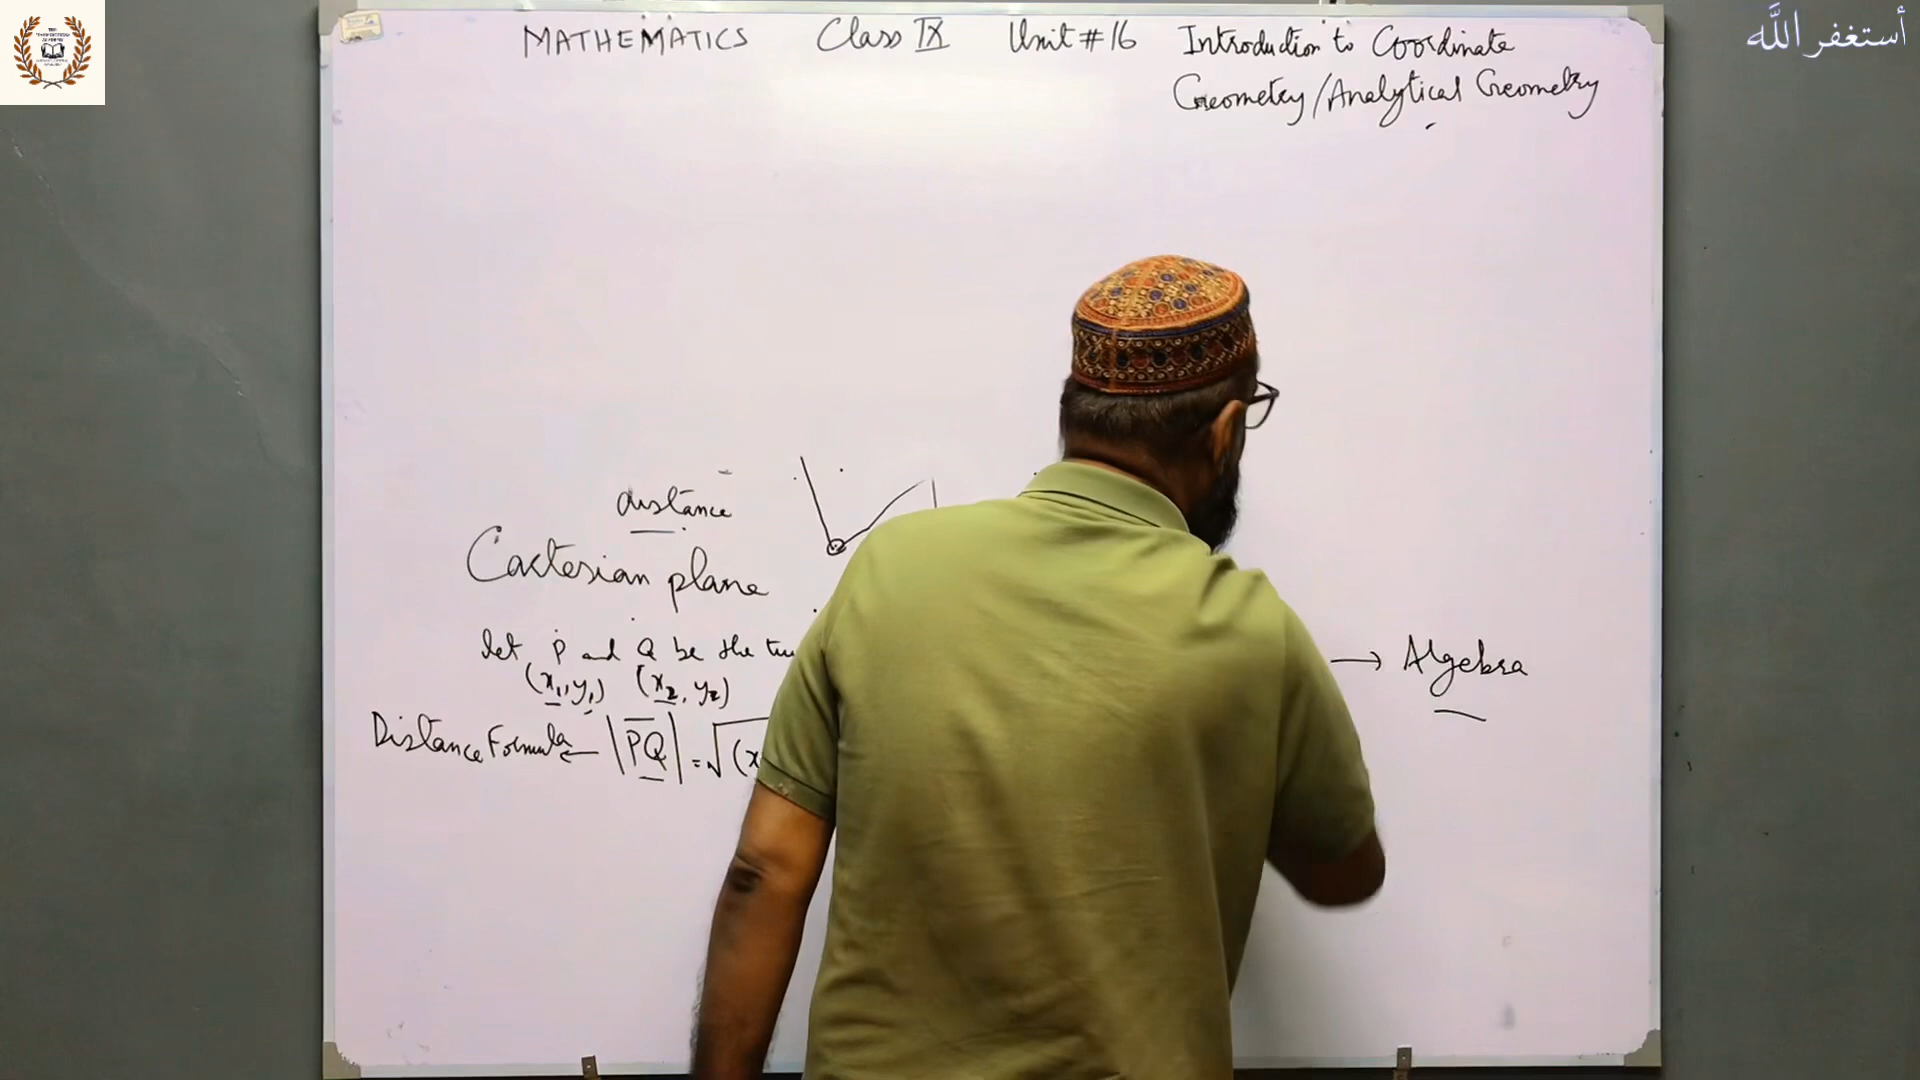 MATHEMATICS Class IX Unit #16 Introduction to Coordinate
Geometry/Analytical Geometry
أستغفر اللَّه
distance
Cartesian plane
let P and Q be the
(x₁,y₁) (x₂,y₂)
→ Algebra
Distance Formula ← |PQ| = √(x